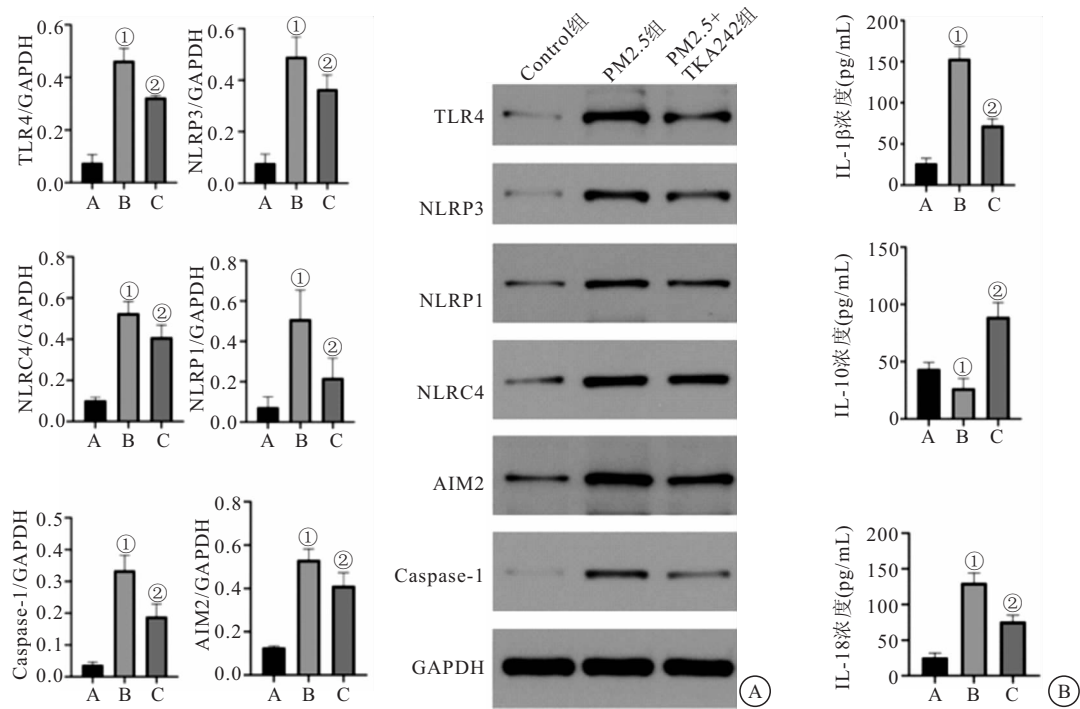 TLR4/GAPDH
0.6
0.4
0.2
0.0
①
②
A B C
NLRP3/GAPDH
0.6
0.4
0.2
0.0
①
②
A B C
NLRC4/GAPDH
0.8
0.6
0.4
0.2
0.0
①
②
A B C
NLRP1/GAPDH
0.8
0.6
0.4
0.2
0.0
①
②
A B C
Caspase-1/GAPDH
0.5
0.4
0.3
0.2
0.1
0.0
①
②
A B C
AIM2/GAPDH
0.8
0.6
0.4
0.2
0.0
①
②
A B C
Control组
PM2.5组
PM2.5+
TKA242组
TLR4
NLRP3
NLRP1
NLRC4
AIM2
Caspase-1
GAPDH
Ⓐ
IL-1β浓度(pg/mL)
200
150
100
50
0
①
②
A B C
IL-10浓度(pg/mL)
150
100
50
0
①
②
A B C
IL-18浓度(pg/mL)
200
150
100
50
0
①
②
A B C
Ⓑ